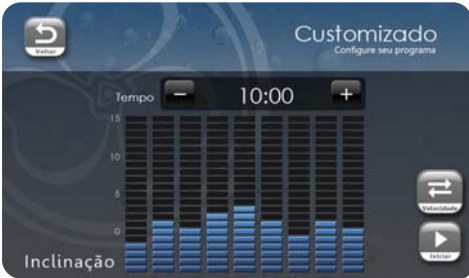 Customizado
Configure seu programa
Voltar
Tempo
10:00
15
10
5
0
Velocidade
Iniciar
Inclinação